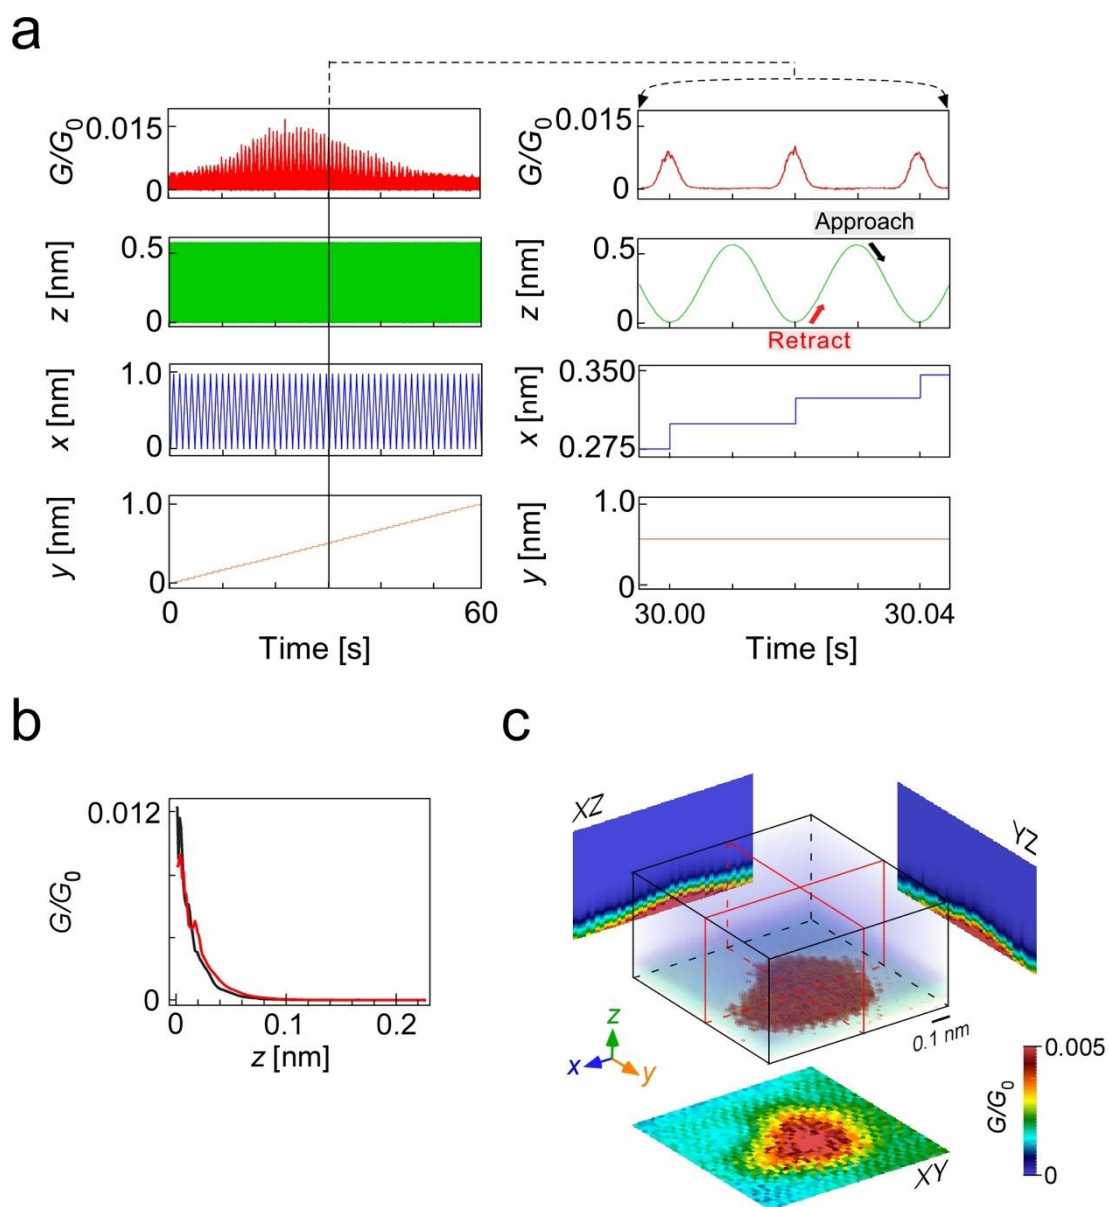 a
G/G0
0.015
0
G/G0
0.015
0
z [nm]
0.5
0
z [nm]
0.5
0
Approach
Retract
x [nm]
1.0
0
x [nm]
0.350
0.275
y [nm]
1.0
0
y [nm]
1.0
0
0 60
Time [s]
30.00 30.04
Time [s]
b
G/G0
0.012
0
0 0.1 0.2
z [nm]
c
XZ
YZ
0.1 nm
z
x
y
XY
G/G0
0.005
0